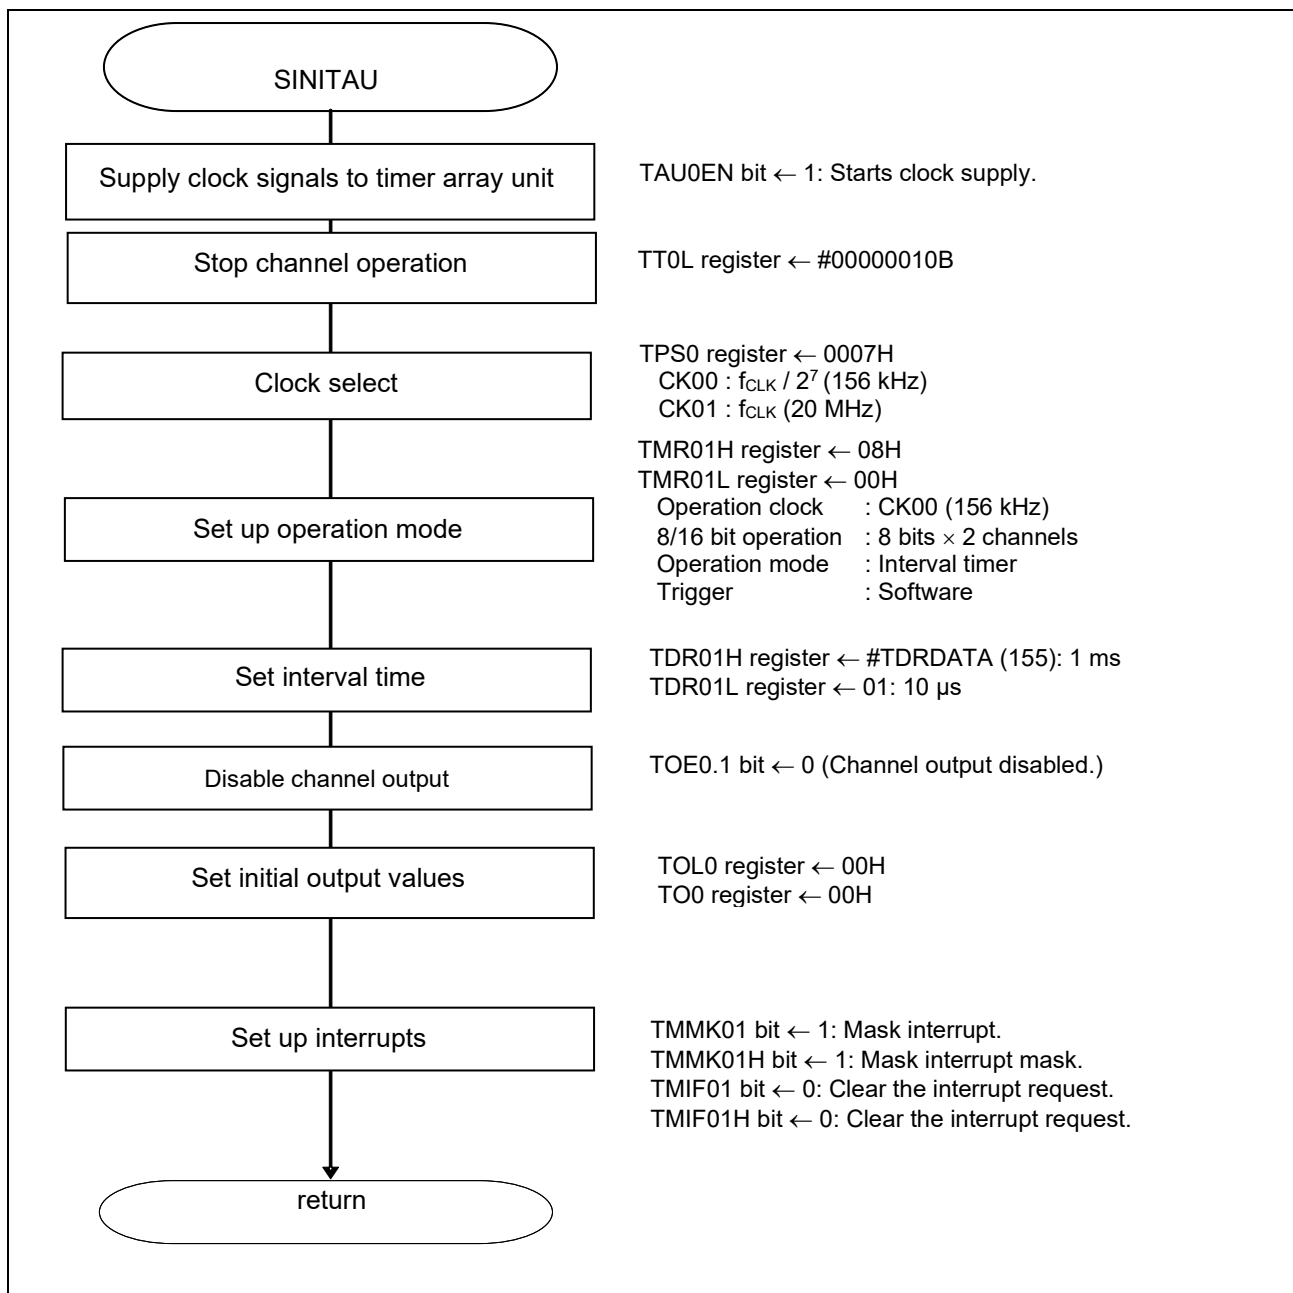 SINITAU
Supply clock signals to timer array unit
TAU0EN bit ← 1: Starts clock supply.
Stop channel operation
TT0L register ← #00000010B
Clock select
TPS0 register ← 0007H
CK00 : fCLK / 2⁷ (156 kHz)
CK01 : fCLK (20 MHz)
Set up operation mode
TMR01H register ← 08H
TMR01L register ← 00H
Operation clock : CK00 (156 kHz)
8/16 bit operation : 8 bits × 2 channels
Operation mode : Interval timer
Trigger : Software
Set interval time
TDR01H register ← #TDRDATA (155): 1 ms
TDR01L register ← 01: 10 µs
Disable channel output
TOE0.1 bit ← 0 (Channel output disabled.)
Set initial output values
TOL0 register ← 00H
TO0 register ← 00H
Set up interrupts
TMMK01 bit ← 1: Mask interrupt.
TMMK01H bit ← 1: Mask interrupt mask.
TMIF01 bit ← 0: Clear the interrupt request.
TMIF01H bit ← 0: Clear the interrupt request.
return